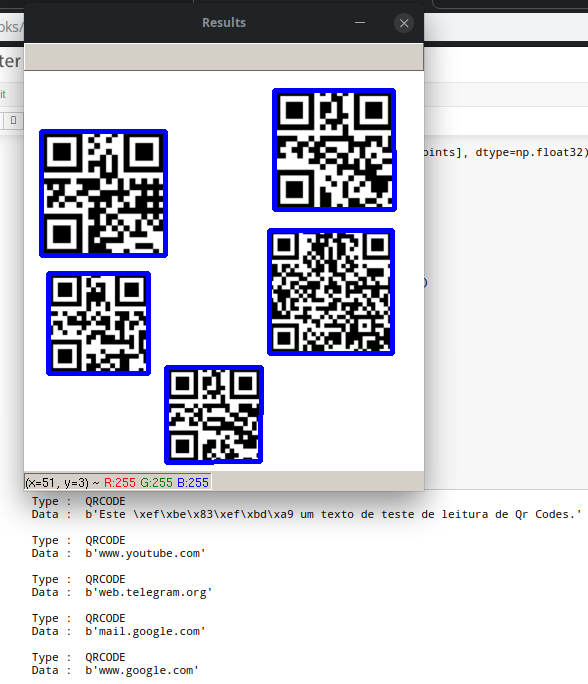 Results
oks/
ter
it
oints], dtype=np.float32)
)
(x=51, y=3) ~ R:255 G:255 B:255
Type : QRCODE
Data : b'Este \xef\xbe\x83\xef\xbd\xa9 um texto de teste de leitura de Qr Codes.'
Type : QRCODE
Data : b'www.youtube.com'
Type : QRCODE
Data : b'web.telegram.org'
Type : QRCODE
Data : b'mail.google.com'
Type : QRCODE
Data : b'www.google.com'